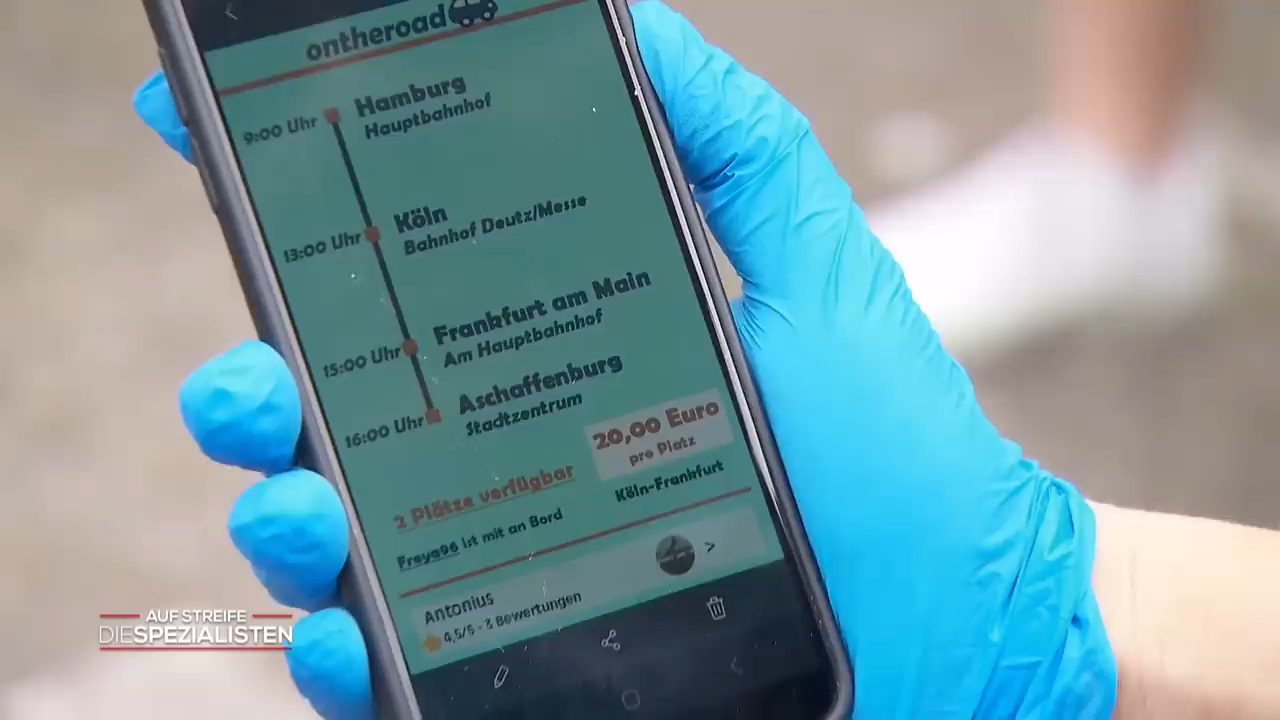 ontheroad
9:00 Uhr
Hamburg
Hauptbahnhof
13:00 Uhr
Köln
Bahnhof Deutz/Messe
15:00 Uhr
Frankfurt am Main
Am Hauptbahnhof
16:00 Uhr
Aschaffenburg
Stadtzentrum
20,00 Euro
pro Platz
2 Plätze verfügbar
Köln-Frankfurt
Freya96 ist mit an Bord
Antonius
4,5/5 - 3 Bewertungen
>
AUF STREIFE
DIE SPEZIALISTEN